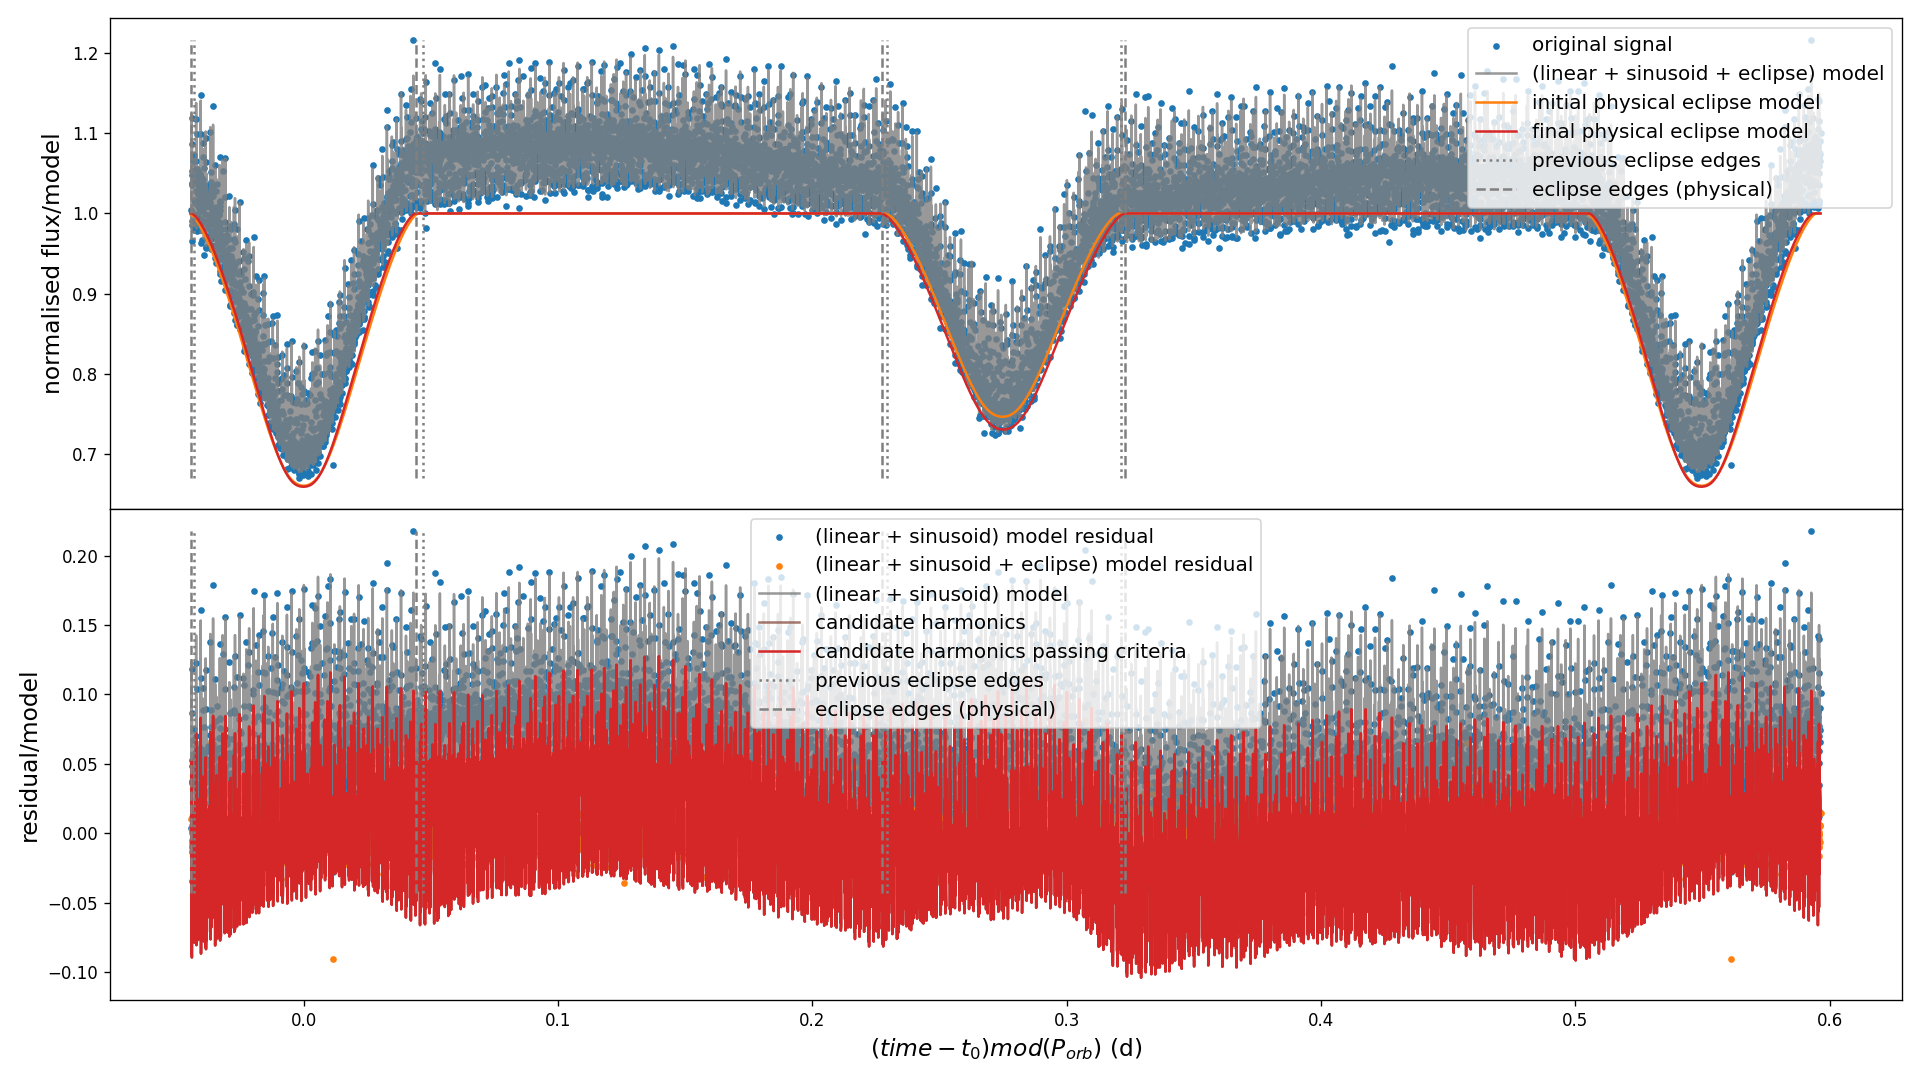 normalised flux/model
1.2
1.1
1.0
0.9
0.8
0.7
original signal
(linear + sinusoid + eclipse) model
initial physical eclipse model
final physical eclipse model
previous eclipse edges
eclipse edges (physical)
residual/model
0.20
0.15
0.10
0.05
0.00
−0.05
−0.10
(linear + sinusoid) model residual
(linear + sinusoid + eclipse) model residual
(linear + sinusoid) model
candidate harmonics
candidate harmonics passing criteria
previous eclipse edges
eclipse edges (physical)
0.0 0.1 0.2 0.3 0.4 0.5 0.6
(time − t₀)mod(P_orb) (d)